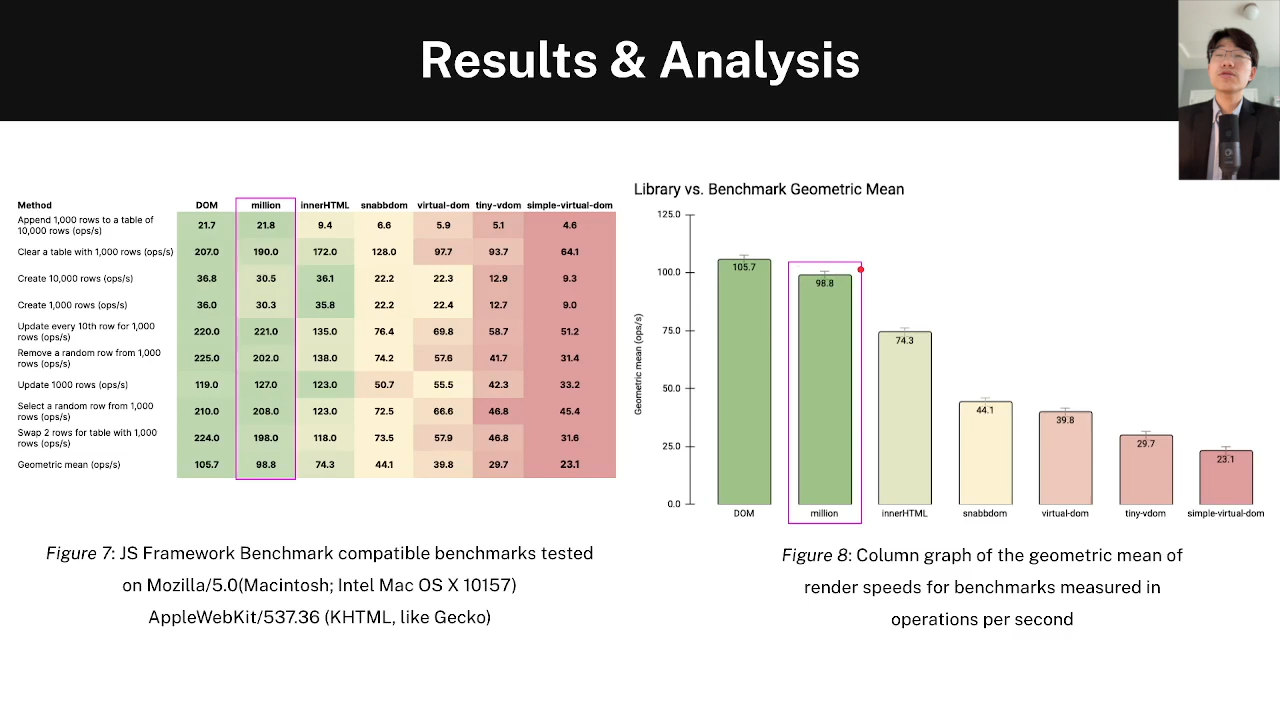 Results & Analysis
Method DOM million innerHTML snabbdom virtual-dom tiny-vdom simple-virtual-dom
Append 1,000 rows to a table of
10,000 rows (ops/s) 21.7 21.8 9.4 6.6 5.9 5.1 4.6
Clear a table with 1,000 rows (ops/s) 207.0 190.0 172.0 128.0 97.7 93.7 64.1
Create 10,000 rows (ops/s) 36.8 30.5 36.1 22.2 22.3 12.9 9.3
Create 1,000 rows (ops/s) 36.0 30.3 35.8 22.2 22.4 12.7 9.0
Update every 10th row for 1,000
rows (ops/s) 220.0 221.0 135.0 76.4 69.8 58.7 51.2
Remove a random row from 1,000
rows (ops/s) 225.0 202.0 138.0 74.2 57.6 41.7 31.4
Update 1000 rows (ops/s) 119.0 127.0 123.0 50.7 55.5 42.3 33.2
Select a random row from 1,000
rows (ops/s) 210.0 208.0 123.0 72.5 66.6 46.8 45.4
Swap 2 rows for table with 1,000
rows (ops/s) 224.0 198.0 118.0 73.5 57.9 46.8 31.6
Geometric mean (ops/s) 105.7 98.8 74.3 44.1 39.8 29.7 23.1
Figure 7: JS Framework Benchmark compatible benchmarks tested
on Mozilla/5.0(Macintosh; Intel Mac OS X 10157)
AppleWebKit/537.36 (KHTML, like Gecko)
Library vs. Benchmark Geometric Mean
Geometric mean (ops/s)
125.0
100.0
75.0
50.0
25.0
0.0
105.7
98.8
74.3
44.1
39.8
29.7
23.1
DOM million innerHTML snabbdom virtual-dom tiny-vdom simple-virtual-dom
Figure 8: Column graph of the geometric mean of
render speeds for benchmarks measured in
operations per second